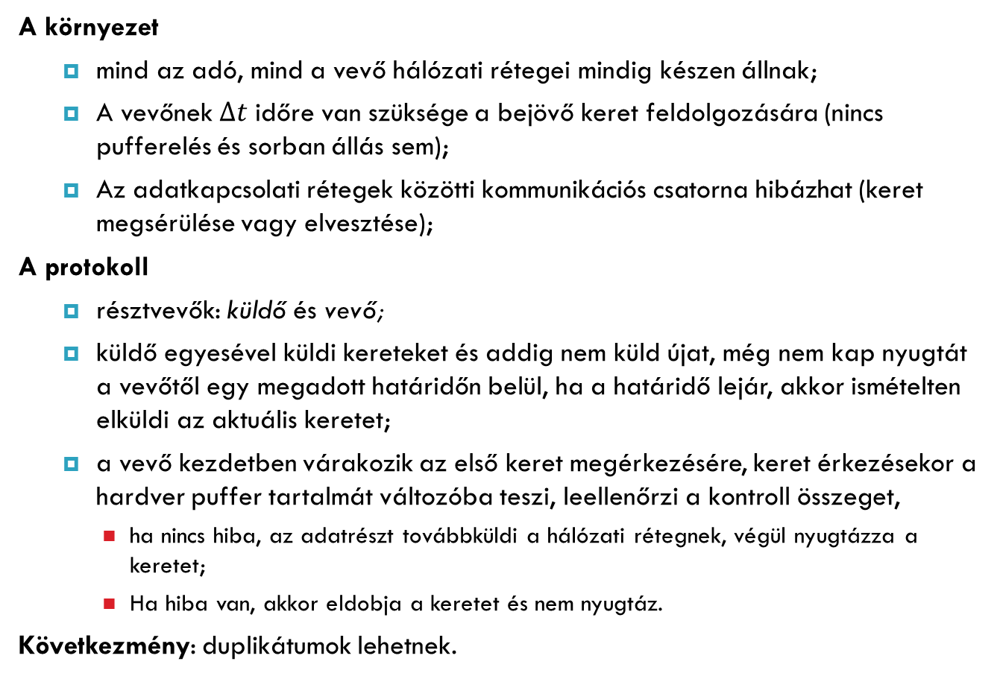 A környezet
mind az adó, mind a vevő hálózati rétegei mindig készen állnak;
A vevőnek Δt időre van szüksége a bejövő keret feldolgozására (nincs
pufferelés és sorban állás sem);
Az adatkapcsolati rétegek közötti kommunikációs csatorna hibázhat (keret
megsérülése vagy elvesztése);
A protokoll
résztvevők: küldő és vevő;
küldő egyesével küldi kereteket és addig nem küld újat, még nem kap nyugtát
a vevőtől egy megadott határidőn belül, ha a határidő lejár, akkor ismételten
elküldi az aktuális keretet;
a vevő kezdetben várakozik az első keret megérkezésére, keret érkezésekor a
hardver puffer tartalmát változóba teszi, leellenőrzi a kontroll összeget,
ha nincs hiba, az adatrészt továbbküldi a hálózati rétegnek, végül nyugtázza a
keretet;
Ha hiba van, akkor eldobja a keretet és nem nyugtáz.
Következmény: duplikátumok lehetnek.